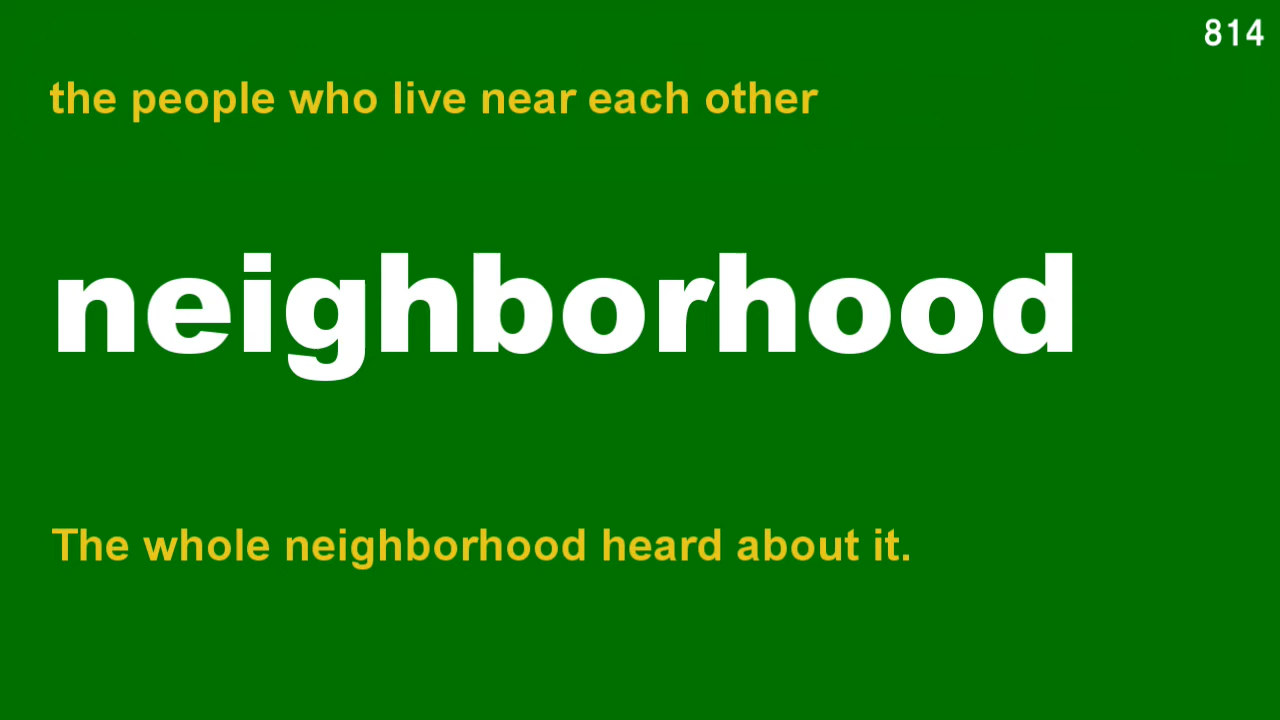 814
the people who live near each other
neighborhood
The whole neighborhood heard about it.